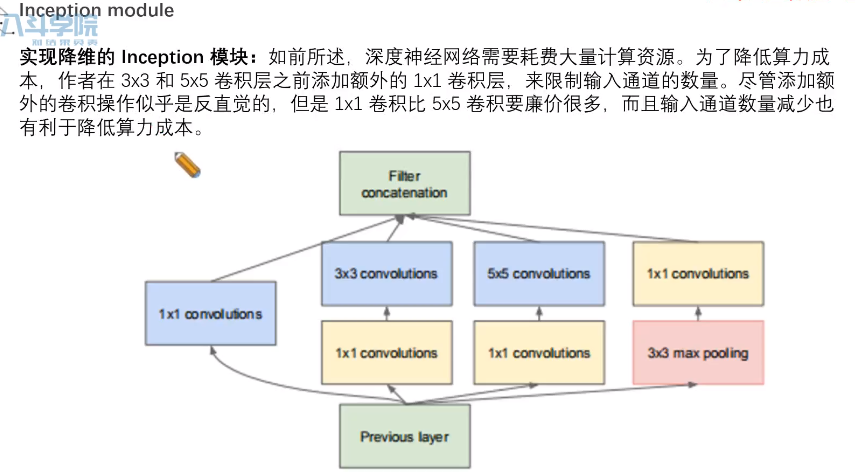 Inception module
八斗学院
实现降维的 Inception 模块：如前所述，深度神经网络需要耗费大量计算资源。为了降低算力成
本，作者在 3x3 和 5x5 卷积层之前添加额外的 1x1 卷积层，来限制输入通道的数量。尽管添加额
外的卷积操作似乎是反直觉的，但是 1x1 卷积比 5x5 卷积要廉价很多，而且输入通道数量减少也
有利于降低算力成本。
Filter
concatenation
3x3 convolutions
5x5 convolutions
1x1 convolutions
1x1 convolutions
1x1 convolutions
1x1 convolutions
3x3 max pooling
Previous layer